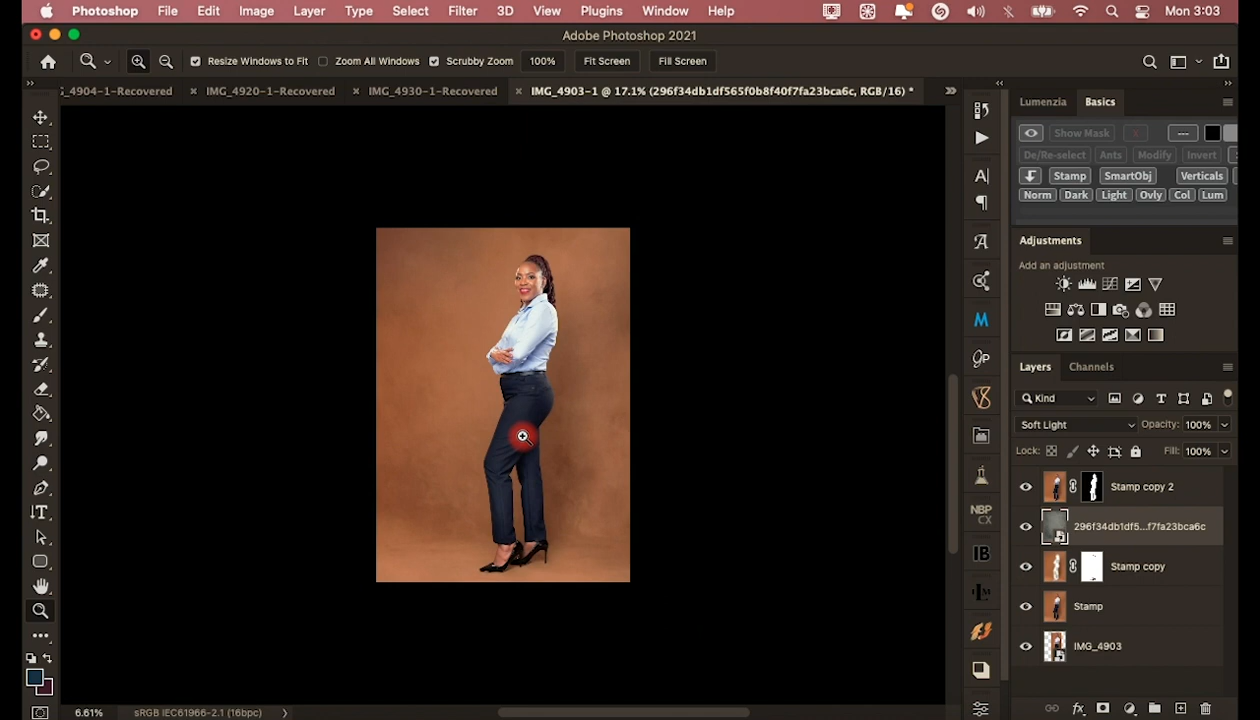 Photoshop File Edit Image Layer Type Select Filter 3D View Plugins Window Help Mon 3:03
Adobe Photoshop 2021
Resize Windows to Fit Zoom All Windows Scrubby Zoom 100% Fit Screen Fill Screen
_4904-1-Recovered × IMG_4920-1-Recovered × IMG_4930-1-Recovered × IMG_4903-1 @ 17.1% (296f34db1df565f0b8f40f7fa23bca6c, RGB/16) *
Lumenzia Basics
Show Mask X ---
De/Re-select Ants Modify Invert
Stamp SmartObj Verticals
Norm Dark Light Ovly Col Lum
Adjustments
Add an adjustment
Layers Channels
Kind
Soft Light Opacity: 100%
Lock: Fill: 100%
Stamp copy 2
296f34db1df5...f7fa23bca6c
Stamp copy
Stamp
IMG_4903
NBP
CX
IB
6.61% sRGB IEC61966-2.1 (16bpc)